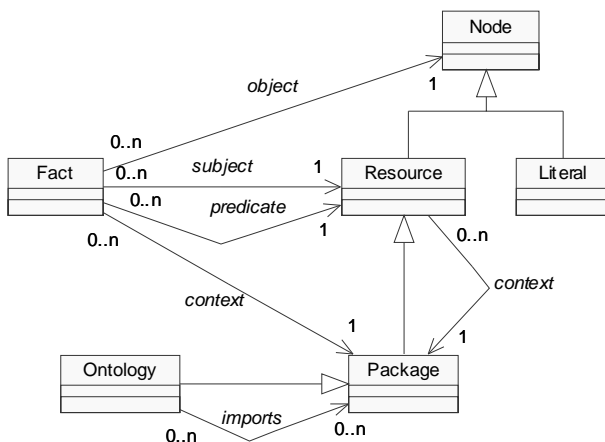 Node
1
object
0..n
Fact
0..n
subject
1
Resource
Literal
0..n
predicate
1
0..n
0..n
context
context
1
1
Ontology
Package
imports
0..n
0..n